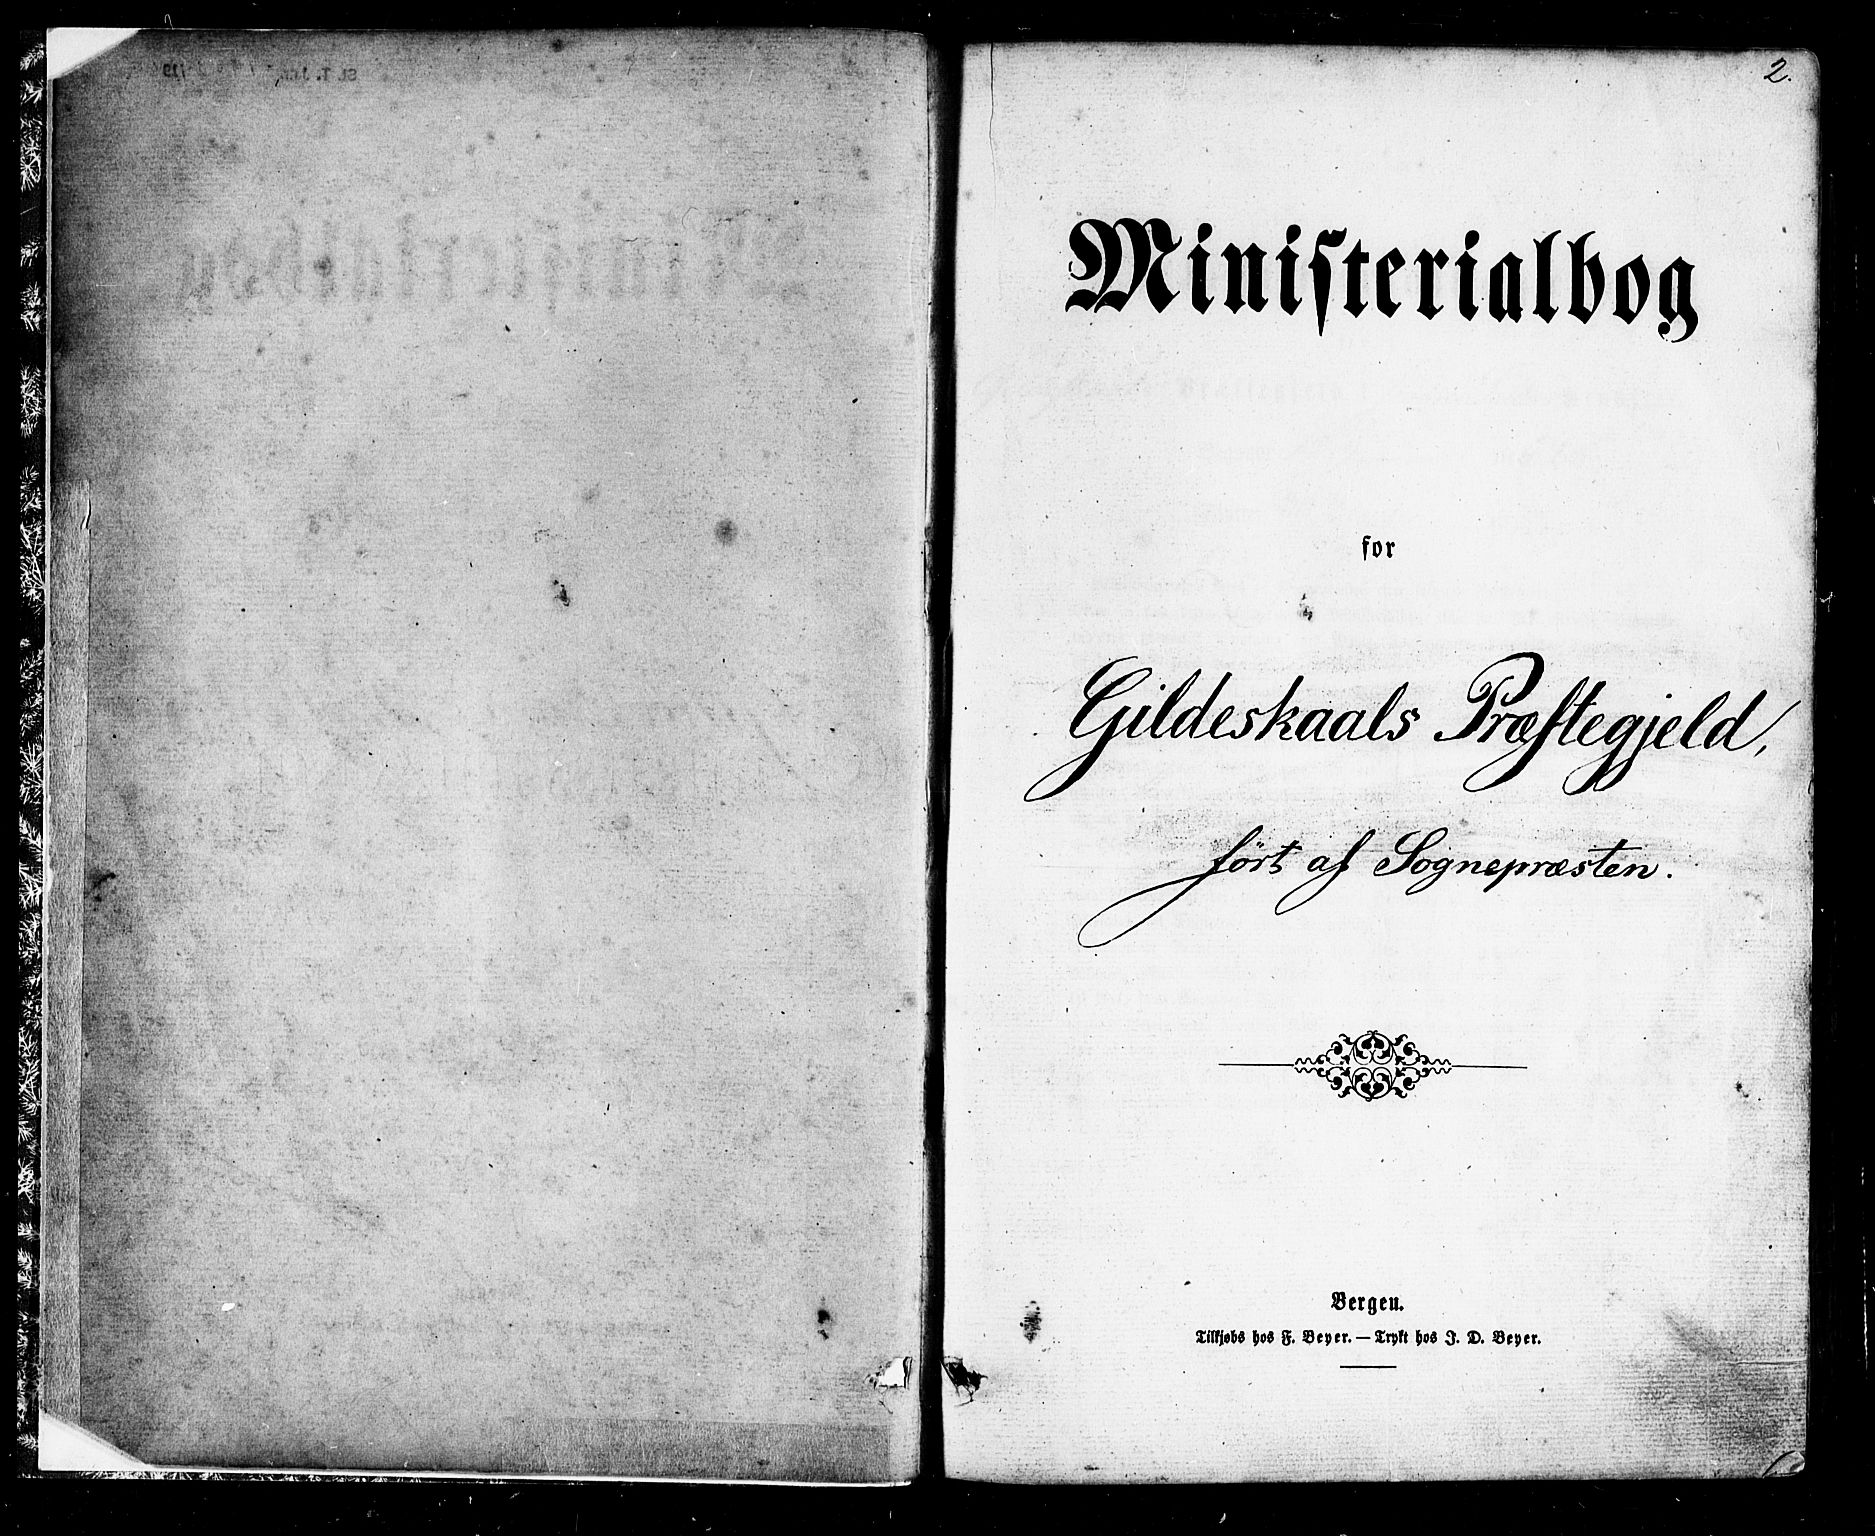 2.
Ministerialbog
for
Gildeskaals Præstegjeld,
ført af Sognepræsten.
Bergen.
Tilkjøbs hos F. Beyer. — Trykt hos J. D. Beyer.